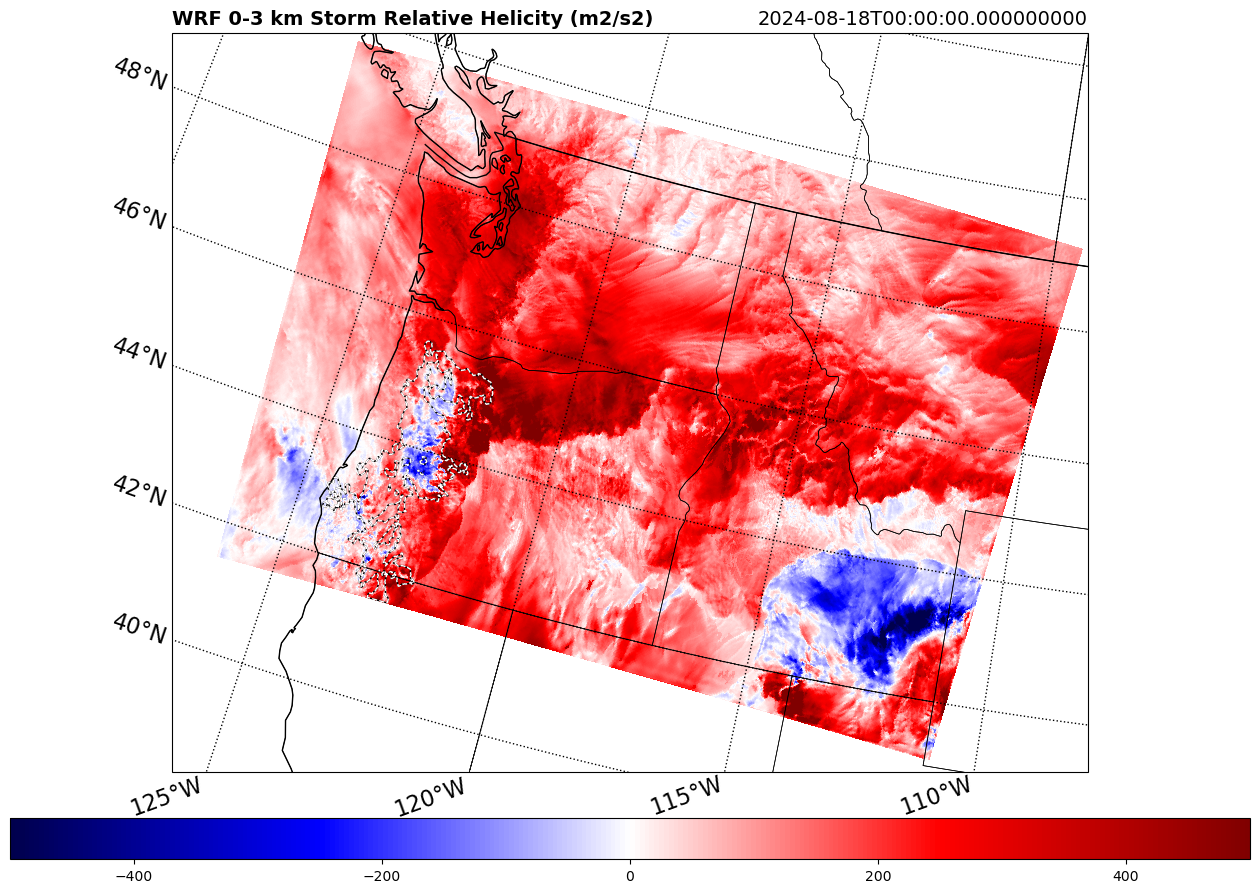 WRF 0-3 km Storm Relative Helicity (m2/s2) 2024-08-18T00:00:00.000000000
48°N
46°N
44°N
42°N
40°N
125°W 120°W 115°W 110°W
−400 −200 0 200 400